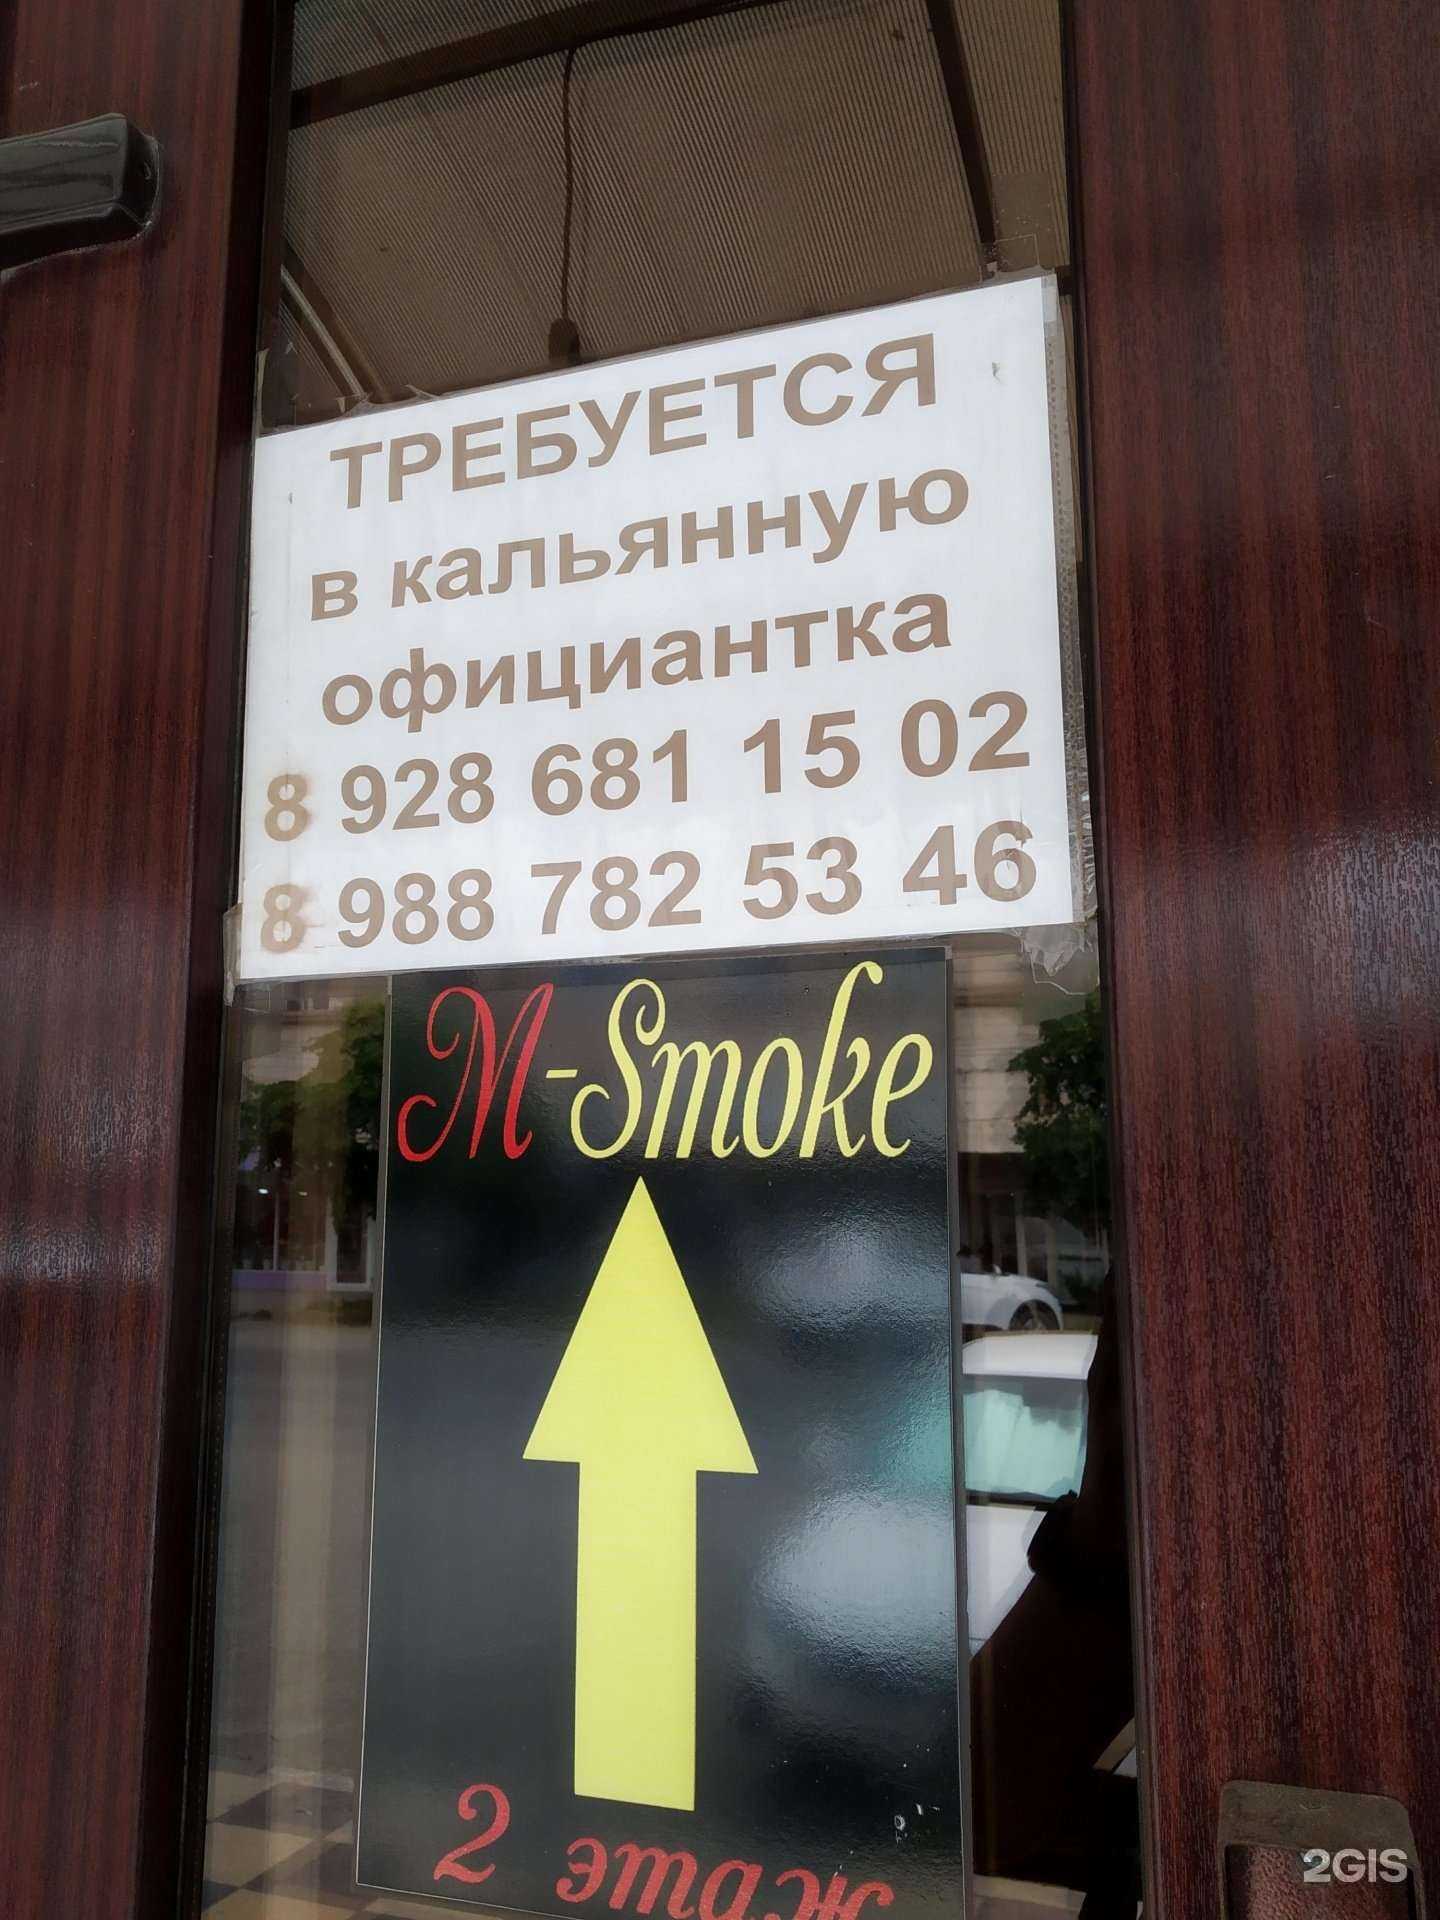 ТРЕБУЕТСЯ
в кальянную
официантка
8 928 681 15 02
8 988 782 53 46
M-Smoke
2 этаж
2GIS